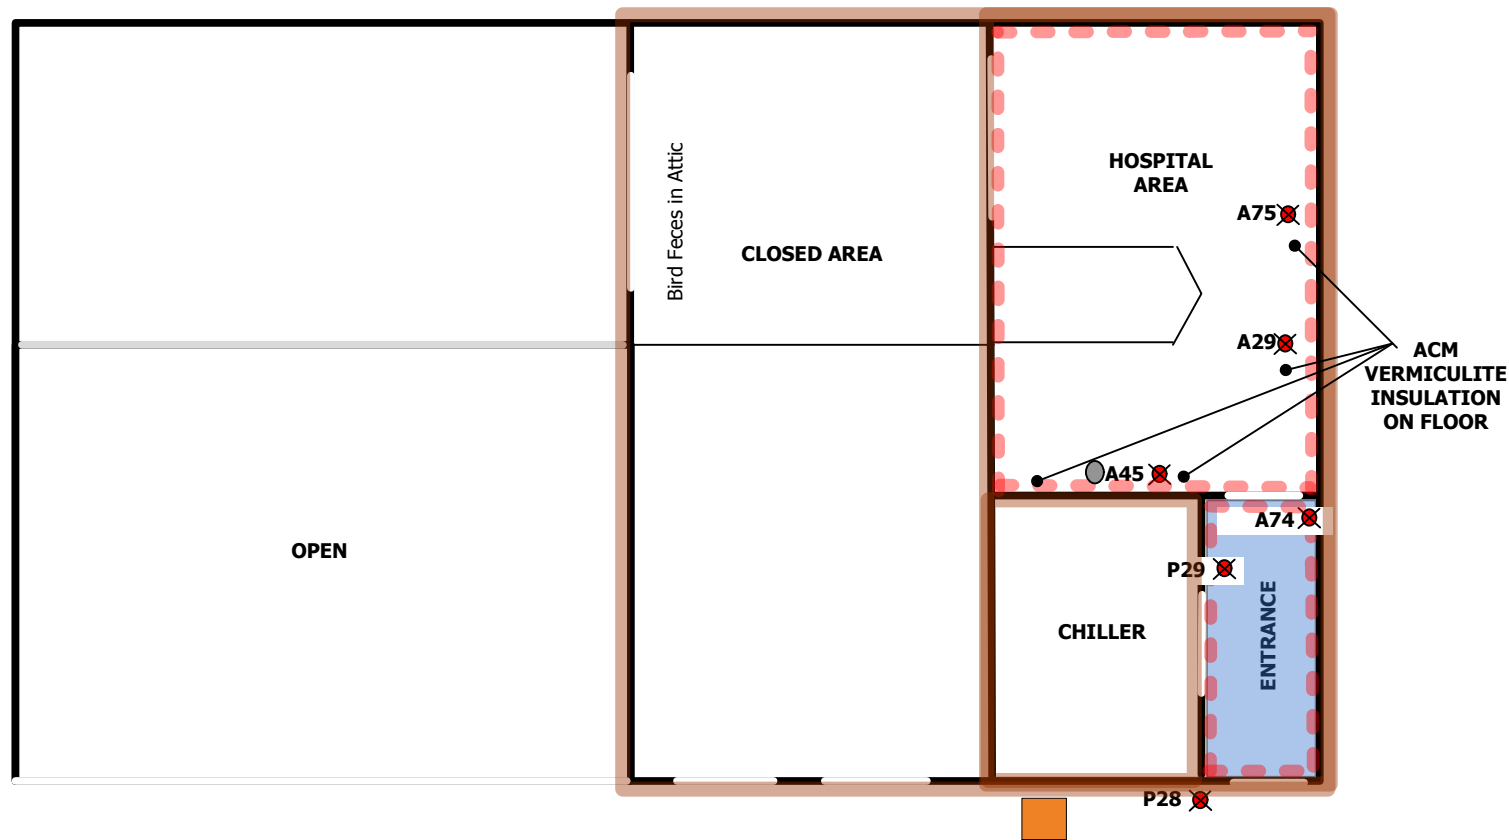 HOSPITAL
AREA
Bird Feces in Attic
A75
CLOSED AREA
A29
ACM
VERMICULITE
INSULATION
ON FLOOR
A45
A74
OPEN
P29
ENTRANCE
CHILLER
P28